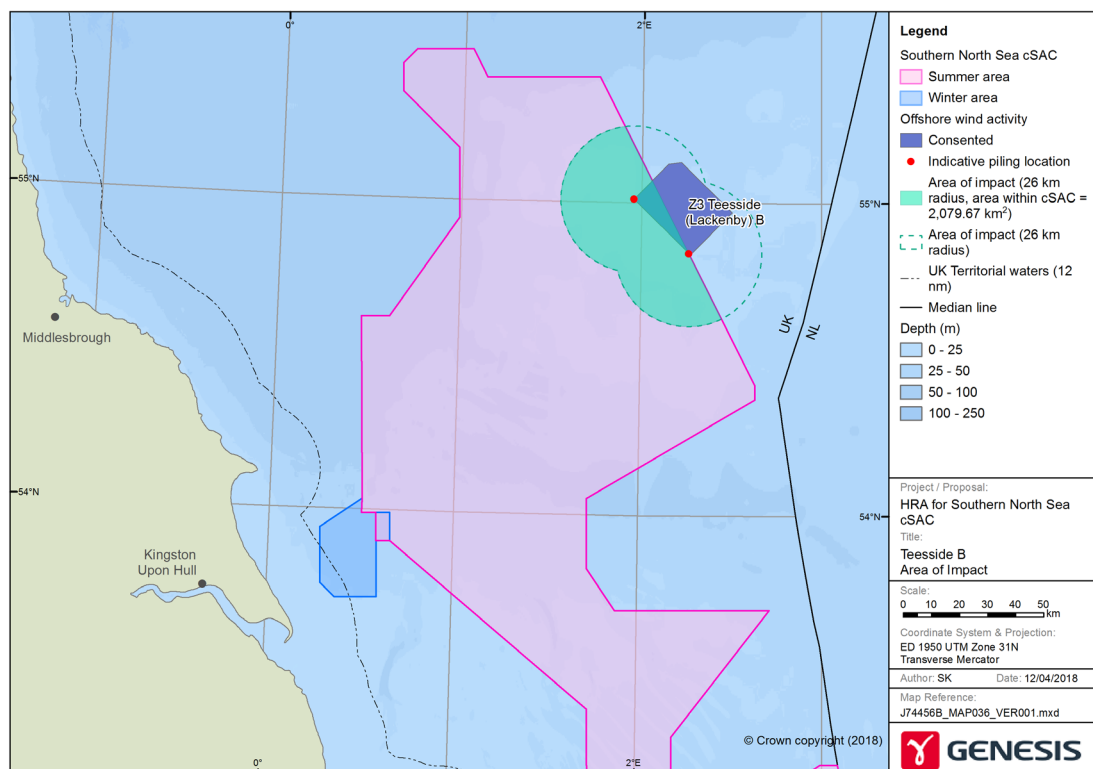 0°
2°E
55°N
55°N
Z3 Teesside
(Lackenby) B
Middlesbrough
UK
NL
54°N
54°N
Kingston
Upon Hull
0°
2°E
© Crown copyright (2018)
Legend
Southern North Sea cSAC
Summer area
Winter area
Offshore wind activity
Consented
Indicative piling location
Area of impact (26 km
radius, area within cSAC =
2,079.67 km²)
Area of impact (26 km
radius)
UK Territorial waters (12
nm)
Median line
Depth (m)
0 - 25
25 - 50
50 - 100
100 - 250
Project / Proposal:
HRA for Southern North Sea
cSAC
Title:
Teesside B
Area of Impact
Scale:
0 10 20 30 40 50
km
Coordinate System & Projection:
ED 1950 UTM Zone 31N
Transverse Mercator
Author: SK Date: 12/04/2018
Map Reference:
J74456B_MAP036_VER001.mxd
GENESIS